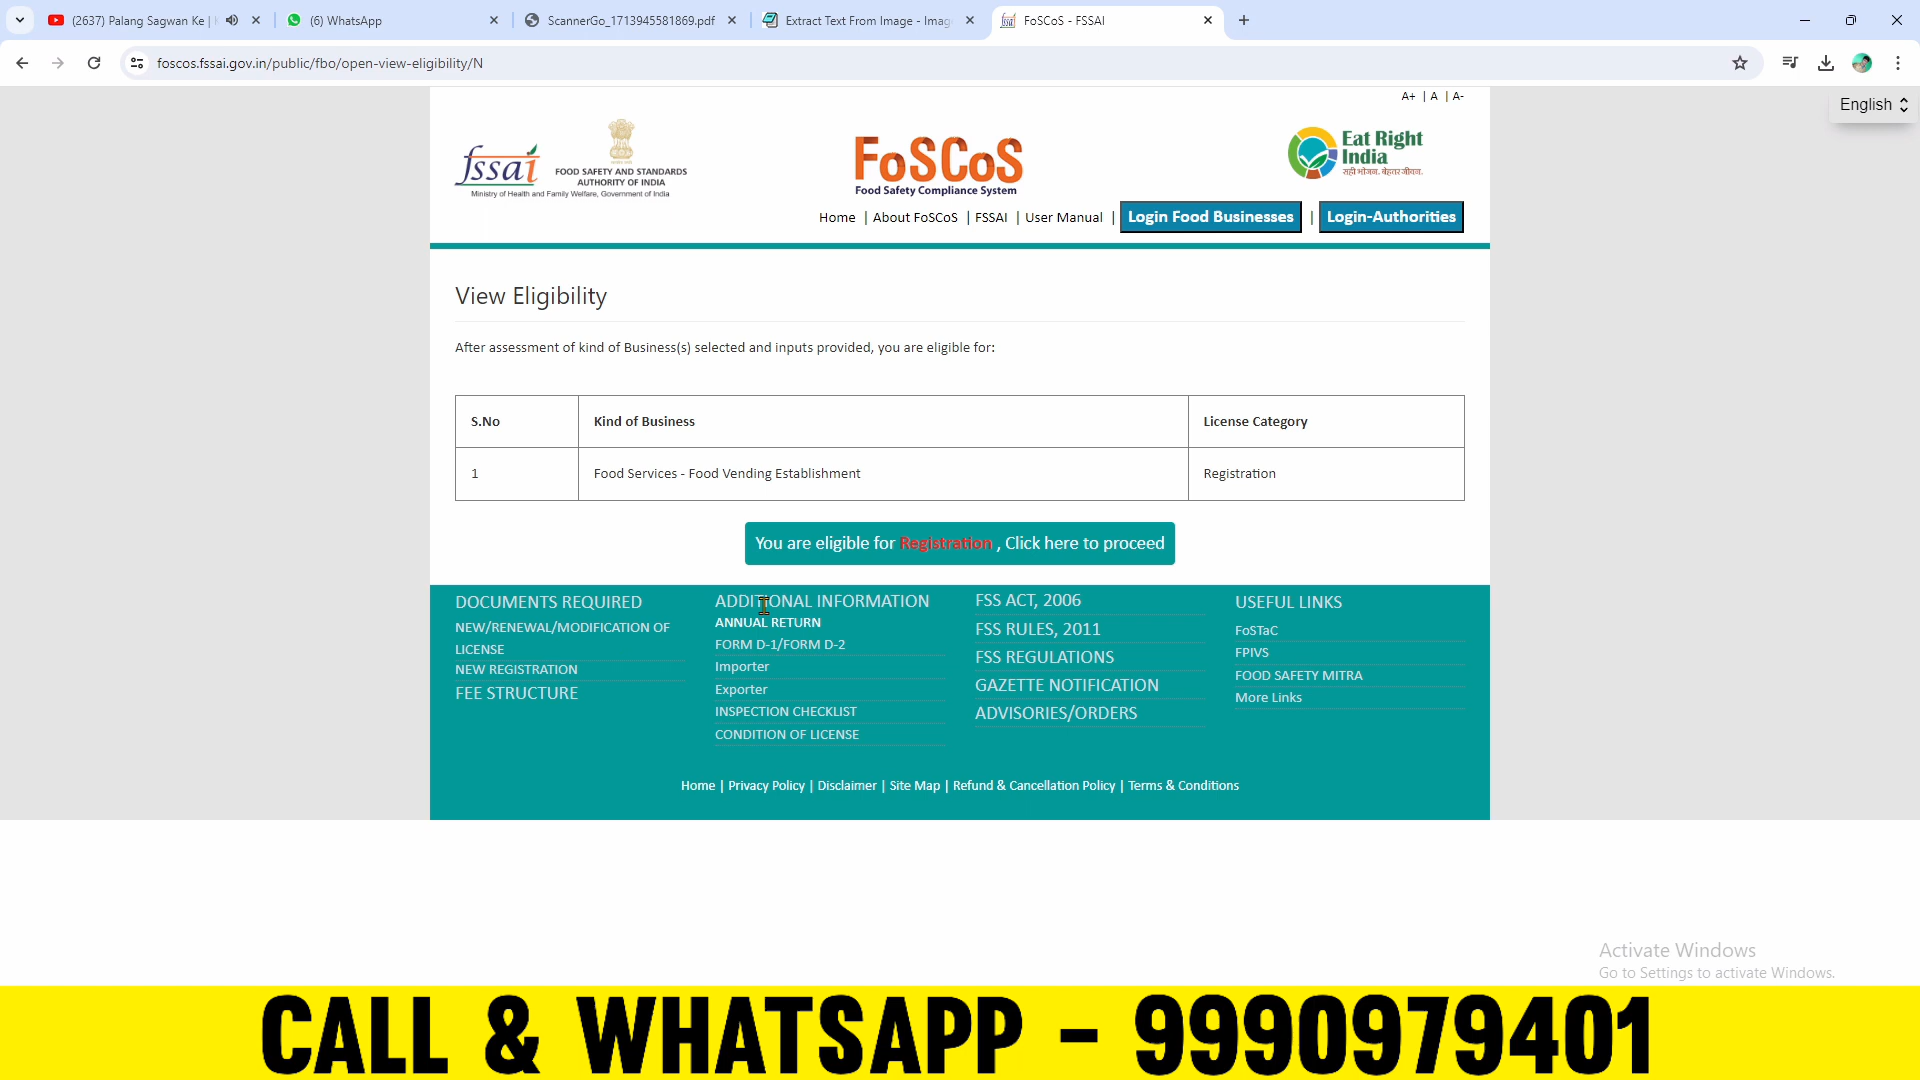 (2637) Palang Sagwan Ke |
(6) WhatsApp
ScannerGo_1713945581869.pdf
Extract Text From Image - Imag
FoSCoS - FSSAI
foscos.fssai.gov.in/public/fbo/open-view-eligibility/N
A+ | A | A-
English
fssai
FOOD SAFETY AND STANDARDS
AUTHORITY OF INDIA
Ministry of Health and Family Welfare, Government of India
FoSCoS
Food Safety Compliance System
Eat Right
India
सही भोजन. बेहतर जीवन.
Home | About FoSCoS | FSSAI | User Manual | Login Food Businesses | Login-Authorities
View Eligibility
After assessment of kind of Business(s) selected and inputs provided, you are eligible for:
S.No Kind of Business License Category
1 Food Services - Food Vending Establishment Registration
You are eligible for Registration , Click here to proceed
DOCUMENTS REQUIRED
NEW/RENEWAL/MODIFICATION OF
LICENSE
NEW REGISTRATION
FEE STRUCTURE
ADDITIONAL INFORMATION
ANNUAL RETURN
FORM D-1/FORM D-2
Importer
Exporter
INSPECTION CHECKLIST
CONDITION OF LICENSE
FSS ACT, 2006
FSS RULES, 2011
FSS REGULATIONS
GAZETTE NOTIFICATION
ADVISORIES/ORDERS
USEFUL LINKS
FoSTaC
FPIVS
FOOD SAFETY MITRA
More Links
Home | Privacy Policy | Disclaimer | Site Map | Refund & Cancellation Policy | Terms & Conditions
Activate Windows
Go to Settings to activate Windows.
CALL & WHATSAPP - 9990979401